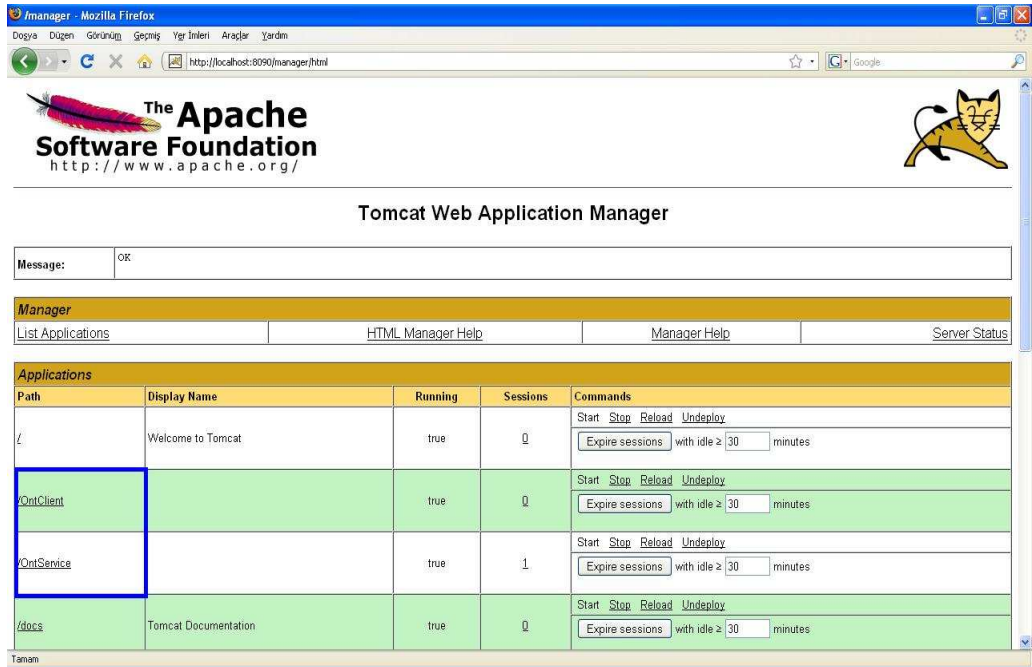 /manager - Mozilla Firefox
Dosya Düzen Görünüm Geçmiş Yer İmleri Araçlar Yardım
http://localhost:8090/manager/html
G Google
The Apache
Software Foundation
http://www.apache.org/
Tomcat Web Application Manager
Message: OK
Manager
List Applications HTML Manager Help Manager Help Server Status
Applications
Path Display Name Running Sessions Commands
Start Stop Reload Undeploy
/ Welcome to Tomcat true 0
Expire sessions with idle ≥ 30 minutes
Start Stop Reload Undeploy
/OntClient true 0
Expire sessions with idle ≥ 30 minutes
Start Stop Reload Undeploy
/OntService true 1
Expire sessions with idle ≥ 30 minutes
Start Stop Reload Undeploy
/docs Tomcat Documentation true 0
Expire sessions with idle ≥ 30 minutes
Tamam